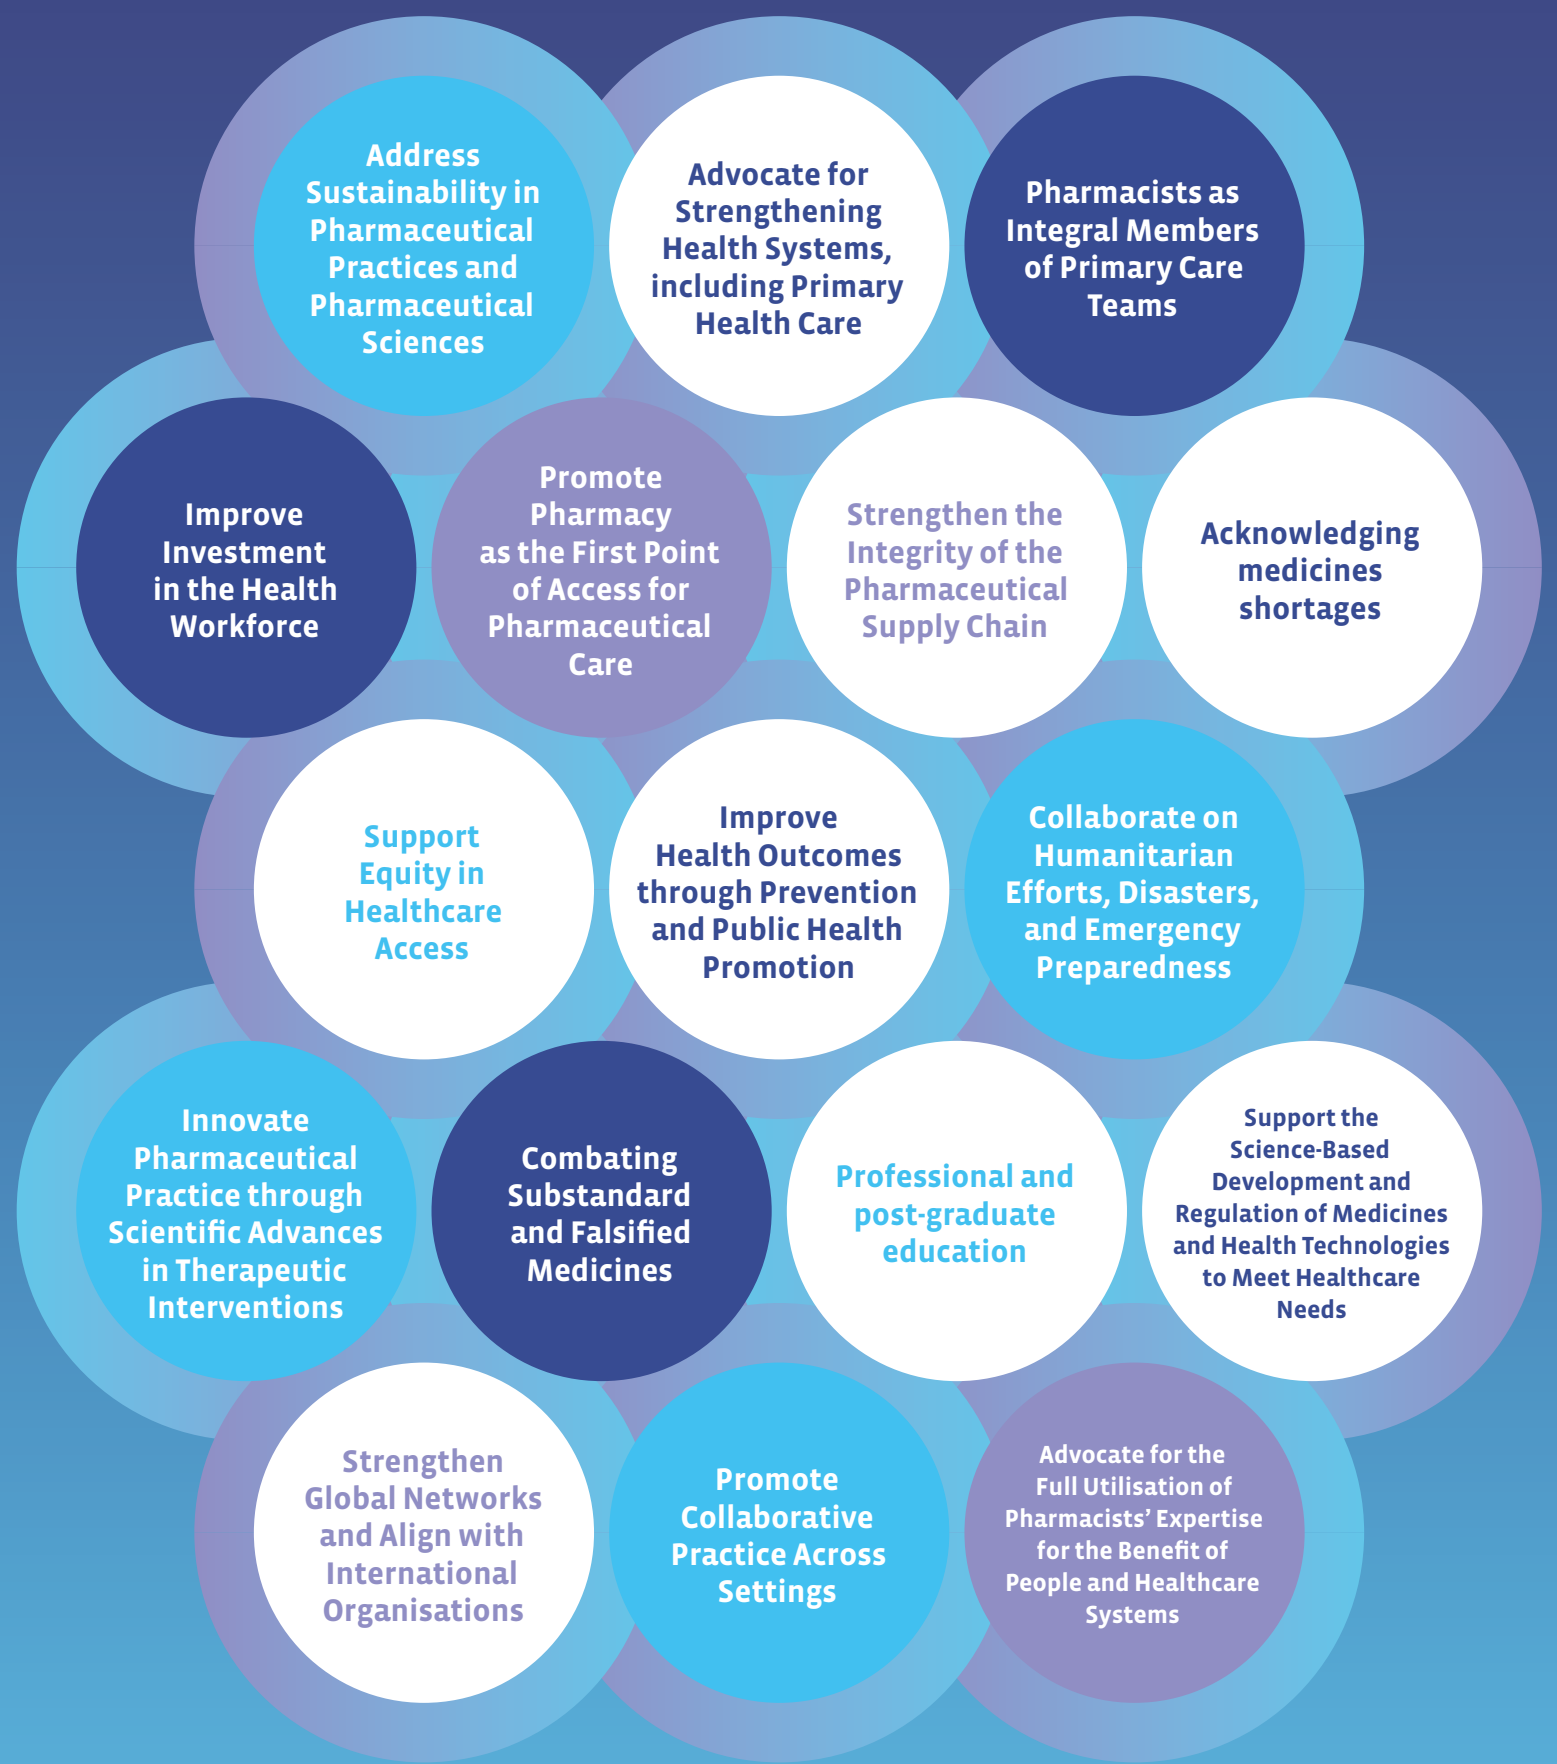 Address
Sustainability in
Pharmaceutical
Practices and
Pharmaceutical
Sciences
Advocate for
Strengthening
Health Systems,
including Primary
Health Care
Pharmacists as
Integral Members
of Primary Care
Teams
Improve
Investment
in the Health
Workforce
Promote
Pharmacy
as the First Point
of Access for
Pharmaceutical
Care
Strengthen the
Integrity of the
Pharmaceutical
Supply Chain
Acknowledging
medicines
shortages
Support
Equity in
Healthcare
Access
Improve
Health Outcomes
through Prevention
and Public Health
Promotion
Collaborate on
Humanitarian
Efforts, Disasters,
and Emergency
Preparedness
Innovate
Pharmaceutical
Practice through
Scientific Advances
in Therapeutic
Interventions
Combating
Substandard
and Falsified
Medicines
Professional and
post-graduate
education
Support the
Science-Based
Development and
Regulation of Medicines
and Health Technologies
to Meet Healthcare
Needs
Strengthen
Global Networks
and Align with
International
Organisations
Promote
Collaborative
Practice Across
Settings
Advocate for the
Full Utilisation of
Pharmacists’ Expertise
for the Benefit of
People and Healthcare
Systems